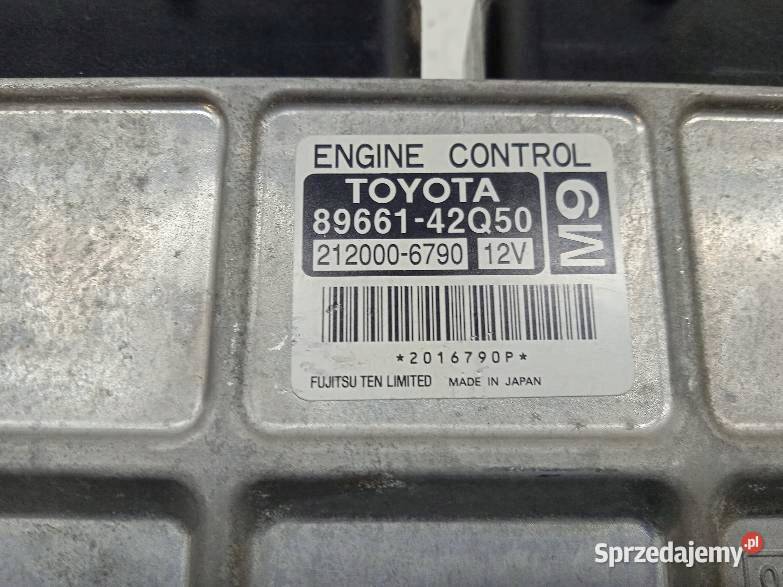 ENGINE CONTROL
TOYOTA
89661-42Q50
212000-6790 12V
M9
*2016790P*
FUJITSU TEN LIMITED MADE IN JAPAN
Sprzedajemy.pl